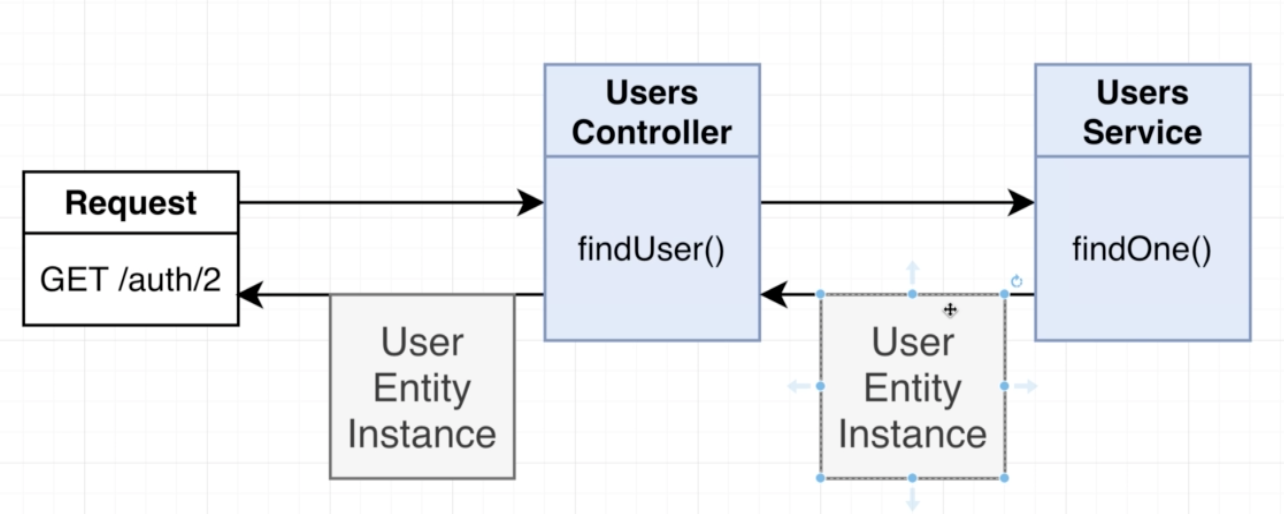 Users
Controller
Users
Service
Request
findUser()
findOne()
GET /auth/2
User
Entity
Instance
User
Entity
Instance